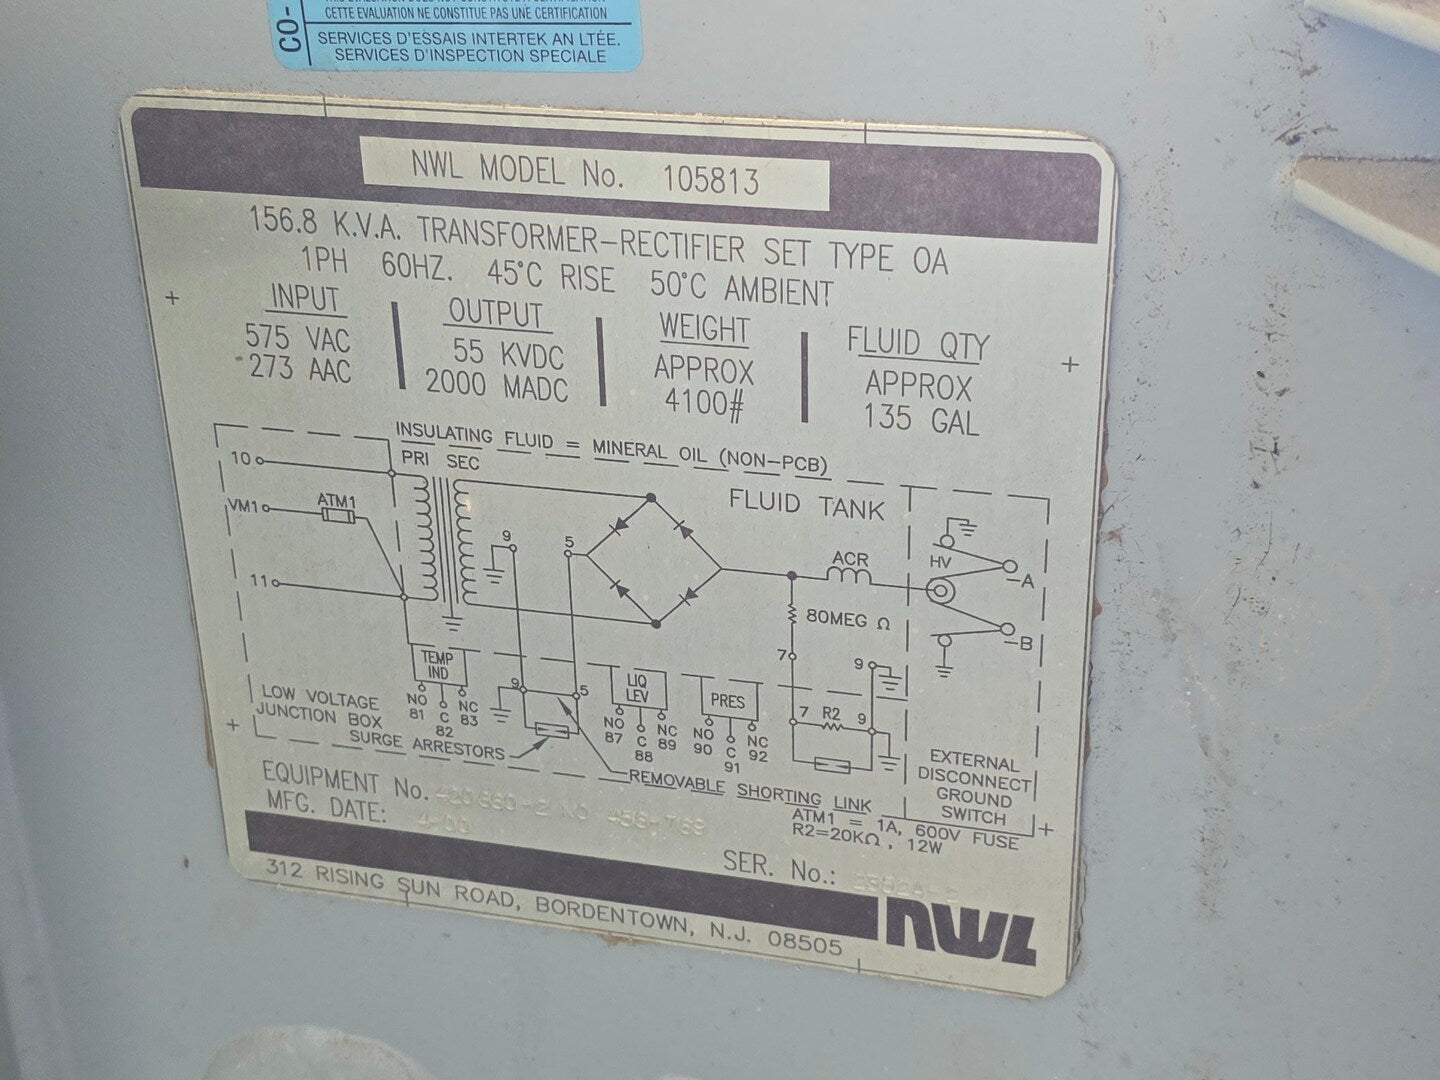 CETTE EVALUATION NE CONSTITUE PAS UNE CERTIFICATION
CO-
SERVICES D'ESSAIS INTERTEK AN LTÉE.
SERVICES D'INSPECTION SPECIALE
NWL MODEL No. 105813
156.8 K.V.A. TRANSFORMER-RECTIFIER SET TYPE OA
1PH 60HZ. 45°C RISE 50°C AMBIENT
INPUT
575 VAC
273 AAC
OUTPUT
55 KVDC
2000 MADC
WEIGHT
APPROX
4100#
FLUID QTY
APPROX
135 GAL
INSULATING FLUID = MINERAL OIL (NON-PCB)
10
PRI SEC
FLUID TANK
VM1
ATM1
9
5
ACR
HV
-A
11
80MEG Ω
-B
7
9
TEMP
IND
LIQ
LEV
PRES
9
5
7 R2 9
NO
81
C
82
NC
83
NO
87
C
88
NC
89
NO
90
C
91
NC
92
LOW VOLTAGE
JUNCTION BOX
SURGE ARRESTORS
REMOVABLE SHORTING LINK
EXTERNAL
DISCONNECT
GROUND
SWITCH
ATM1 = 1A, 600V FUSE
R2=20KΩ, 12W
EQUIPMENT No.
MFG. DATE: 4-00
SER. No.:
312 RISING SUN ROAD, BORDENTOWN, N.J. 08505
NWL